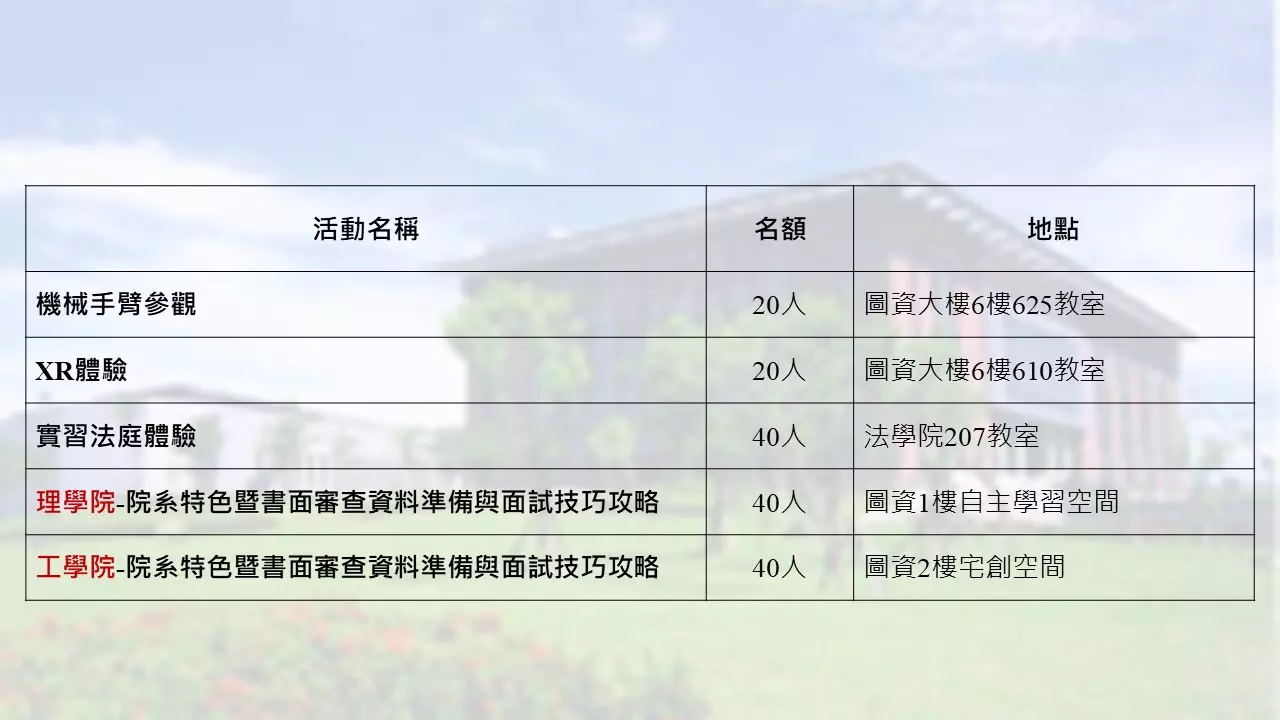 活動名稱 名額 地點
機械手臂參觀 20人 圖資大樓6樓625教室
XR體驗 20人 圖資大樓6樓610教室
實習法庭體驗 40人 法學院207教室
理學院-院系特色暨書面審查資料準備與面試技巧攻略 40人 圖資1樓自主學習空間
工學院-院系特色暨書面審查資料準備與面試技巧攻略 40人 圖資2樓宅創空間